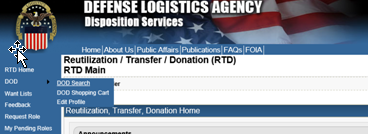 DEFENSE LOGISTICS AGENCY
Disposition Services
Home About Us Public Affairs Publications FAQs FOIA
Reutilization / Transfer / Donation (RTD)
RTD Main
RTD Home
DOD
DOD Search
DOD Shopping Cart
Edit Profile
Want Lists
Feedback
Request Role
My Pending Roles
Reutilization, Transfer, Donation Home
Announcements